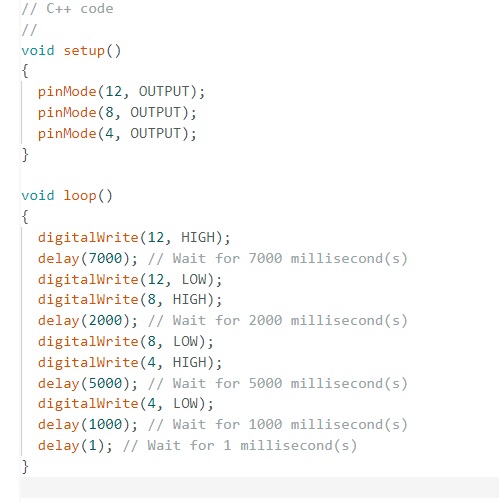 // C++ code
//
void setup()
{
  pinMode(12, OUTPUT);
  pinMode(8, OUTPUT);
  pinMode(4, OUTPUT);
}

void loop()
{
  digitalWrite(12, HIGH);
  delay(7000); // Wait for 7000 millisecond(s)
  digitalWrite(12, LOW);
  digitalWrite(8, HIGH);
  delay(2000); // Wait for 2000 millisecond(s)
  digitalWrite(8, LOW);
  digitalWrite(4, HIGH);
  delay(5000); // Wait for 5000 millisecond(s)
  digitalWrite(4, LOW);
  delay(1000); // Wait for 1000 millisecond(s)
  delay(1); // Wait for 1 millisecond(s)
}